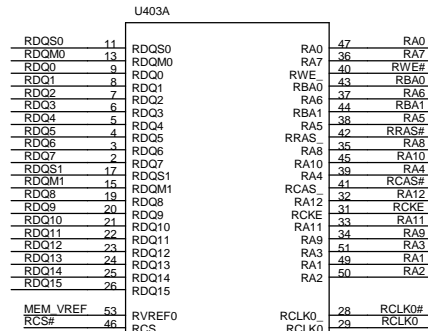 U403A
RDQS0 11 RDQS0 RA0 47 RA0
RDQM0 13 RDQM0 RA7 36 RA7
RDQ0 9 RDQ0 RWE_ 40 RWE#
RDQ1 8 RDQ1 RBA0 43 RBA0
RDQ2 7 RDQ2 RA6 37 RA6
RDQ3 6 RDQ3 RBA1 44 RBA1
RDQ4 5 RDQ4 RA5 38 RA5
RDQ5 4 RDQ5 RRAS_ 42 RRAS#
RDQ6 3 RDQ6 RA8 35 RA8
RDQ7 2 RDQ7 RA10 45 RA10
RDQS1 17 RDQS1 RA4 39 RA4
RDQM1 15 RDQM1 RCAS_ 41 RCAS#
RDQ8 19 RDQ8 RA12 32 RA12
RDQ9 20 RDQ9 RCKE 31 RCKE
RDQ10 21 RDQ10 RA11 33 RA11
RDQ11 22 RDQ11 RA9 34 RA9
RDQ12 23 RDQ12 RA3 51 RA3
RDQ13 24 RDQ13 RA1 49 RA1
RDQ14 25 RDQ14 RA2 50 RA2
RDQ15 26 RDQ15
MEM_VREF 53 RVREF0 RCLK0_ 28 RCLK0#
RCS# 46 RCS_ RCLK0 29 RCLK0